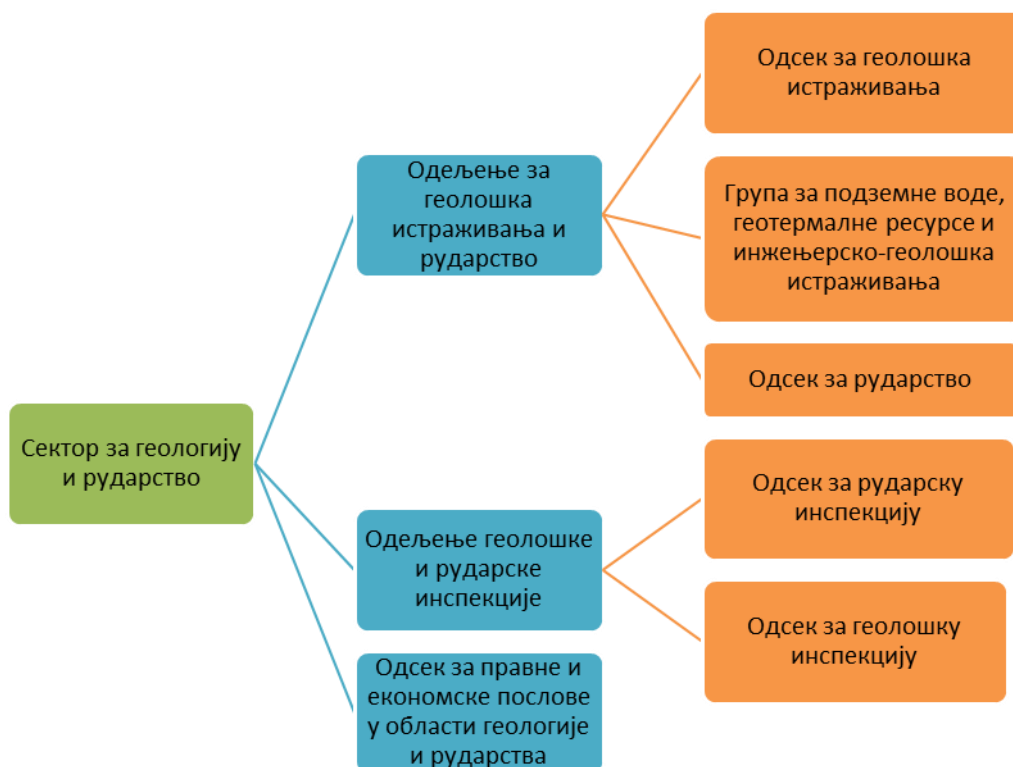 Сектор за геологију
и рударство
Одељење за
геолошка
истраживања и
рударство
Одсек за геолошка
истраживања
Група за подземне воде,
геотермалне ресурсе и
инжењерско-геолошка
истраживања
Одсек за рударство
Одељење геолошке
и рударске
инспекције
Одсек за рударску
инспекцију
Одсек за геолошку
инспекцију
Одсек за правне и
економске послове
у области геологије
и рударства